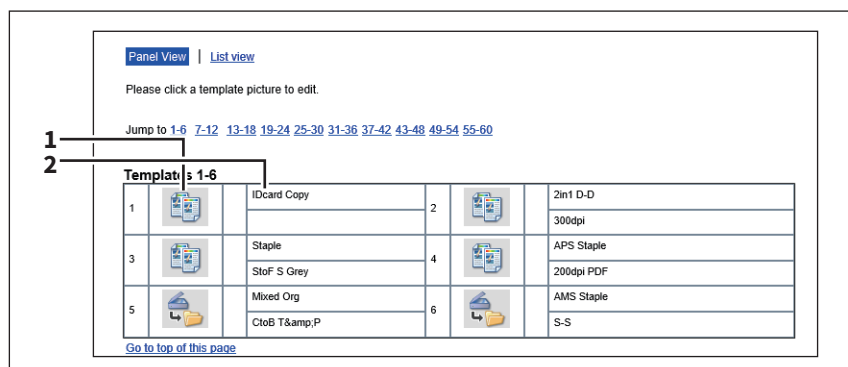 Panel View | List view
Please click a template picture to edit.
Jump to 1-6 7-12 13-18 19-24 25-30 31-36 37-42 43-48 49-54 55-60
1
2
Templates 1-6
1 IDcard Copy 2 2in1 D-D
300dpi
3 Staple 4 APS Staple
StoF S Grey 200dpi PDF
5 Mixed Org 6 AMS Staple
CtoB T&amp;P S-S
Go to top of this page